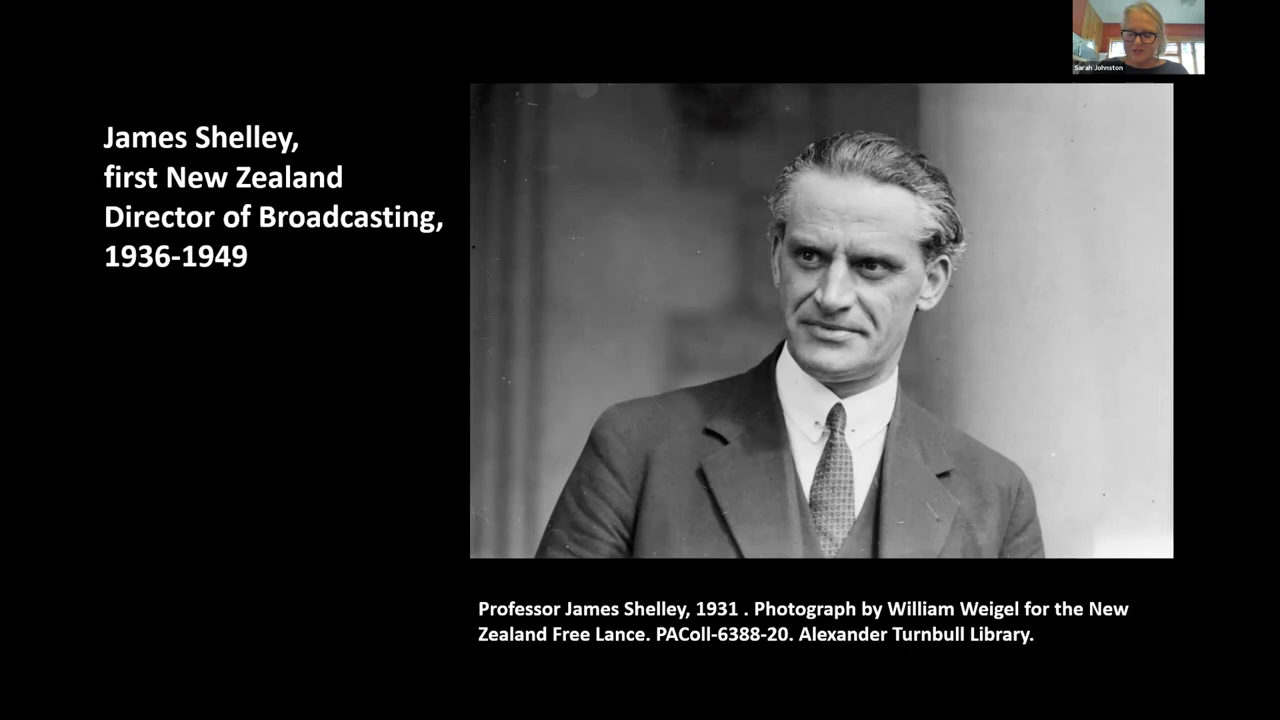 Sarah Johnston
James Shelley,
first New Zealand
Director of Broadcasting,
1936-1949
Professor James Shelley, 1931 . Photograph by William Weigel for the New
Zealand Free Lance. PAColl-6388-20. Alexander Turnbull Library.